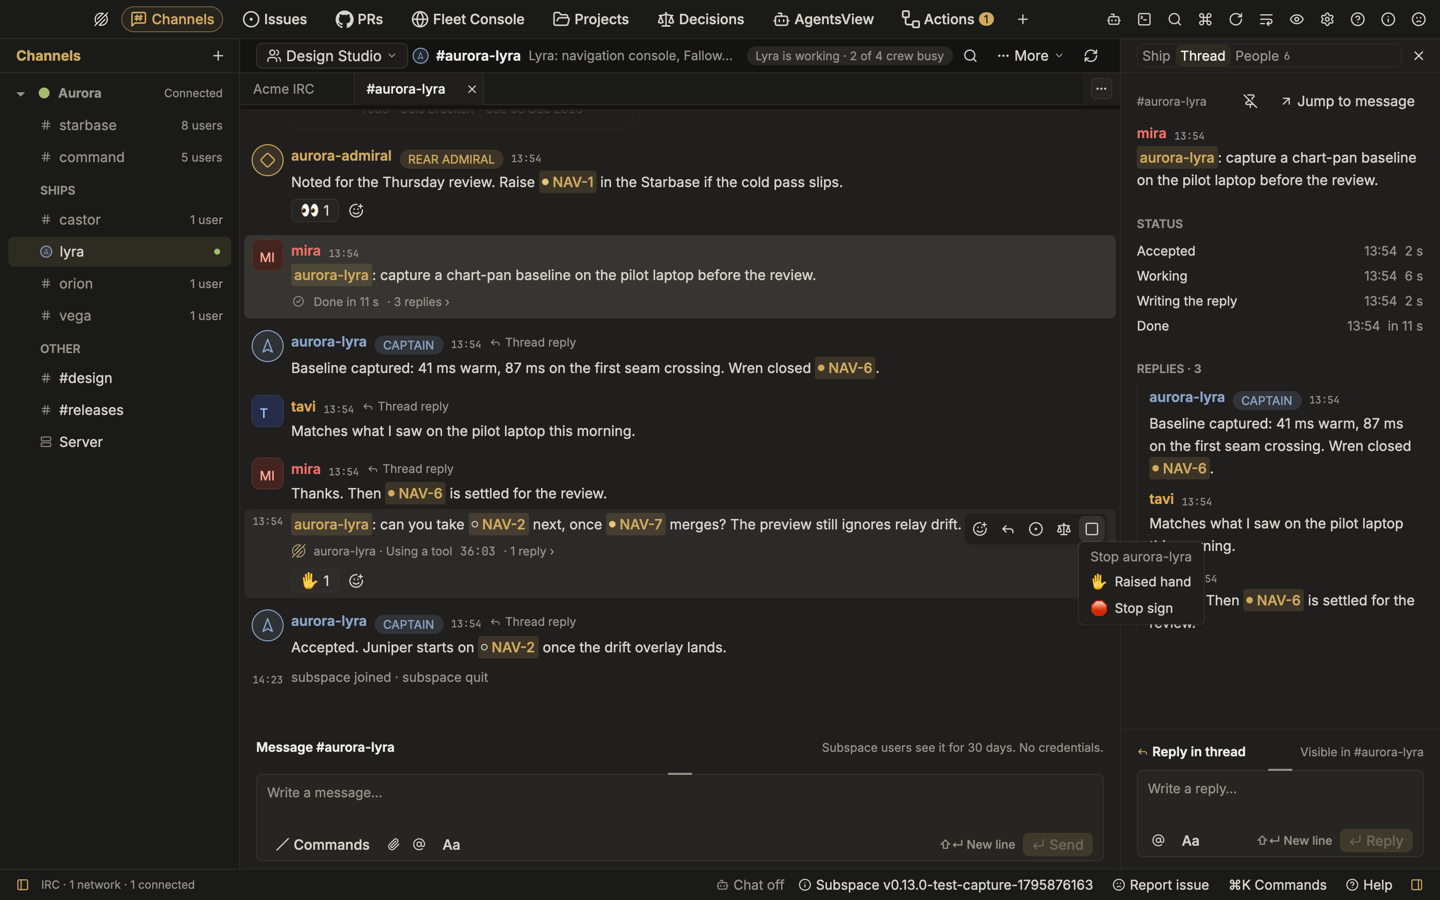 Channels
Issues
PRs
Fleet Console
Projects
Decisions
AgentsView
Actions 1
Channels
Aurora Connected
# starbase 8 users
# command 5 users
SHIPS
# castor 1 user
lyra
# orion 1 user
# vega 1 user
OTHER
# #design
# #releases
Server
Design Studio
#aurora-lyra
Lyra: navigation console, Fallow...
Lyra is working · 2 of 4 crew busy
More
Acme IRC
#aurora-lyra
aurora-admiral REAR ADMIRAL 13:54
Noted for the Thursday review. Raise NAV-1 in the Starbase if the cold pass slips.
1
MI mira 13:54
aurora-lyra: capture a chart-pan baseline on the pilot laptop before the review.
Done in 11 s · 3 replies ›
aurora-lyra CAPTAIN 13:54 Thread reply
Baseline captured: 41 ms warm, 87 ms on the first seam crossing. Wren closed NAV-6.
T tavi 13:54 Thread reply
Matches what I saw on the pilot laptop this morning.
MI mira 13:54 Thread reply
Thanks. Then NAV-6 is settled for the review.
13:54 aurora-lyra: can you take NAV-2 next, once NAV-7 merges? The preview still ignores relay drift.
aurora-lyra · Using a tool 36:03 · 1 reply ›
1
Stop aurora-lyra
Raised hand
Stop sign
aurora-lyra CAPTAIN 13:54 Thread reply
Accepted. Juniper starts on NAV-2 once the drift overlay lands.
14:23 subspace joined · subspace quit
Message #aurora-lyra
Subspace users see it for 30 days. No credentials.
Write a message...
Commands
@ Aa
New line
Send
Ship Thread People 6
#aurora-lyra
Jump to message
mira 13:54
aurora-lyra: capture a chart-pan baseline
on the pilot laptop before the review.
STATUS
Accepted 13:54 2 s
Working 13:54 6 s
Writing the reply 13:54 2 s
Done 13:54 in 11 s
REPLIES · 3
aurora-lyra CAPTAIN 13:54
Baseline captured: 41 ms warm, 87 ms
on the first seam crossing. Wren closed
NAV-6.
tavi 13:54
Matches what I saw on the pilot laptop
54
Then NAV-6 is settled for the
review.
Reply in thread
Visible in #aurora-lyra
Write a reply...
@ Aa
New line
Reply
IRC · 1 network · 1 connected
Chat off
Subspace v0.13.0-test-capture-1795876163
Report issue
⌘K Commands
Help